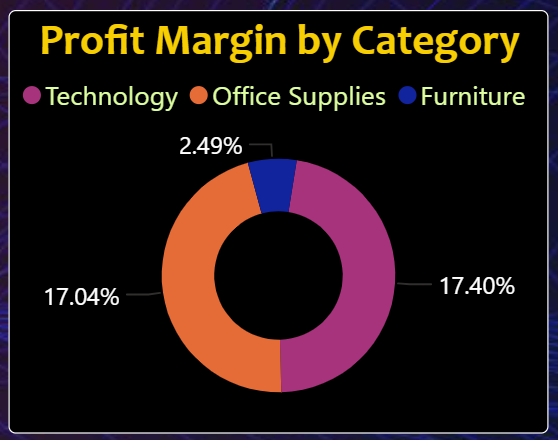 Profit Margin by Category
Technology Office Supplies Furniture
2.49%
17.04%
17.40%